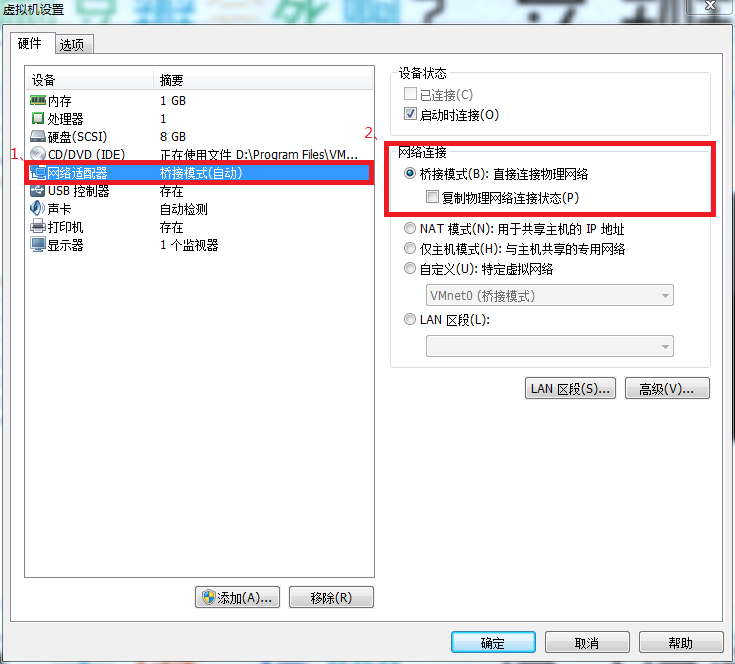 虚拟机设置
硬件 选项
设备 摘要
内存 1 GB
处理器 1
硬盘(SCSI) 8 GB
1、 CD/DVD (IDE) 正在使用文件 D:\Program Files\VM...
网络适配器 桥接模式(自动)
USB 控制器 存在
声卡 自动检测
打印机 存在
显示器 1 个监视器
添加(A)... 移除(R)
设备状态
已连接(C)
启动时连接(O)
2、
网络连接
桥接模式(B): 直接连接物理网络
复制物理网络连接状态(P)
NAT 模式(N): 用于共享主机的 IP 地址
仅主机模式(H): 与主机共享的专用网络
自定义(U): 特定虚拟网络
VMnet0 (桥接模式)
LAN 区段(L):
LAN 区段(S)... 高级(V)...
确定 取消 帮助